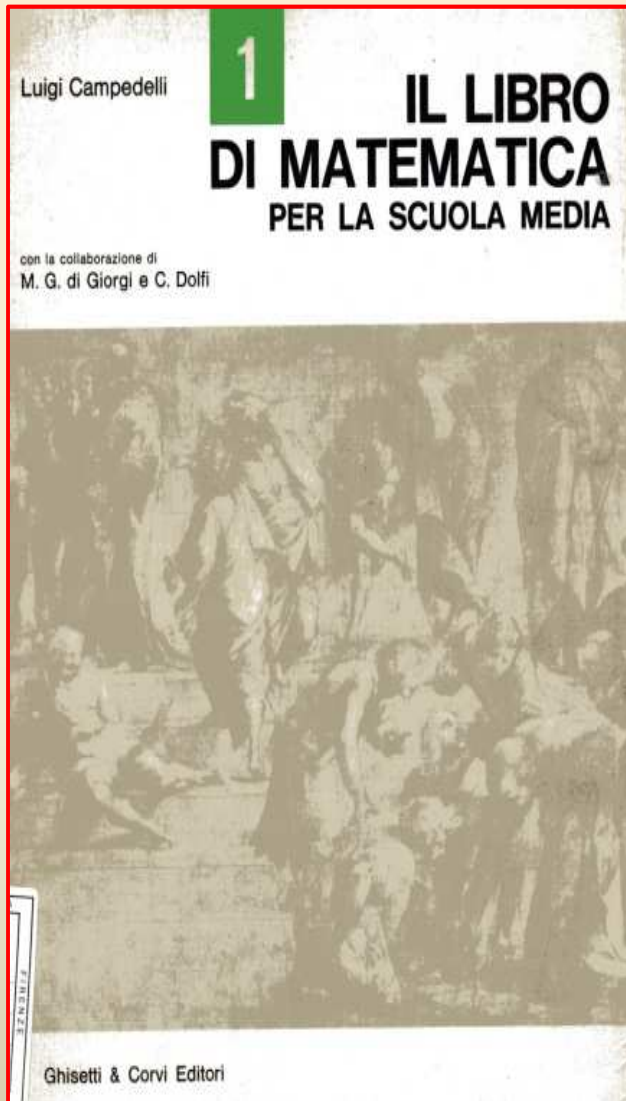 Luigi Campedelli
1
IL LIBRO
DI MATEMATICA
PER LA SCUOLA MEDIA
con la collaborazione di
M. G. di Giorgi e C. Dolfi
FIRENZE
Ghisetti & Corvi Editori